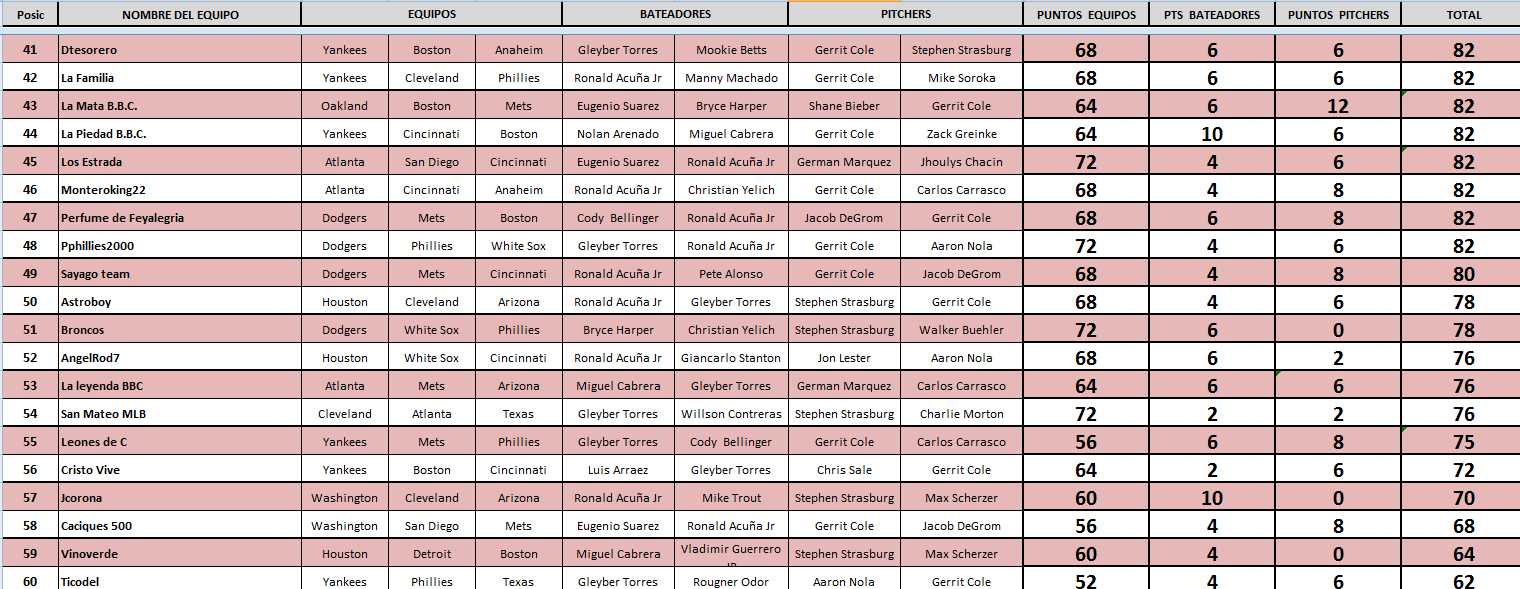 Posic NOMBRE DEL EQUIPO EQUIPOS BATEADORES PITCHERS PUNTOS EQUIPOS PTS BATEADORES PUNTOS PITCHERS TOTAL
41 Dtesorero Yankees Boston Anaheim Gleyber Torres Mookie Betts Gerrit Cole Stephen Strasburg 68 6 6 82
42 La Familia Yankees Cleveland Phillies Ronald Acuña Jr Manny Machado Gerrit Cole Mike Soroka 68 6 6 82
43 La Mata B.B.C. Oakland Boston Mets Eugenio Suarez Bryce Harper Shane Bieber Gerrit Cole 64 6 12 82
44 La Piedad B.B.C. Yankees Cincinnati Boston Nolan Arenado Miguel Cabrera Gerrit Cole Zack Greinke 64 10 6 82
45 Los Estrada Atlanta San Diego Cincinnati Eugenio Suarez Ronald Acuña Jr German Marquez Jhoulys Chacin 72 4 6 82
46 Monteroking22 Atlanta Cincinnati Anaheim Ronald Acuña Jr Christian Yelich Gerrit Cole Carlos Carrasco 68 4 8 82
47 Perfume de Feyalegria Dodgers Mets Boston Cody Bellinger Ronald Acuña Jr Jacob DeGrom Gerrit Cole 68 6 8 82
48 Pphillies2000 Dodgers Phillies White Sox Gleyber Torres Ronald Acuña Jr Gerrit Cole Aaron Nola 72 4 6 82
49 Sayago team Dodgers Mets Cincinnati Ronald Acuña Jr Pete Alonso Gerrit Cole Jacob DeGrom 68 4 8 80
50 Astroboy Houston Cleveland Arizona Ronald Acuña Jr Gleyber Torres Stephen Strasburg Gerrit Cole 68 4 6 78
51 Broncos Dodgers White Sox Phillies Bryce Harper Christian Yelich Stephen Strasburg Walker Buehler 72 6 0 78
52 AngelRod7 Houston White Sox Cincinnati Ronald Acuña Jr Giancarlo Stanton Jon Lester Aaron Nola 68 6 2 76
53 La leyenda BBC Atlanta Mets Arizona Miguel Cabrera Gleyber Torres German Marquez Carlos Carrasco 64 6 6 76
54 San Mateo MLB Cleveland Atlanta Texas Gleyber Torres Willson Contreras Stephen Strasburg Charlie Morton 72 2 2 76
55 Leones de C Yankees Mets Phillies Gleyber Torres Cody Bellinger Gerrit Cole Carlos Carrasco 56 6 8 75
56 Cristo Vive Yankees Boston Cincinnati Luis Arraez Gleyber Torres Chris Sale Gerrit Cole 64 2 6 72
57 Jcorona Washington Cleveland Arizona Ronald Acuña Jr Mike Trout Stephen Strasburg Max Scherzer 60 10 0 70
58 Caciques 500 Washington San Diego Mets Eugenio Suarez Ronald Acuña Jr Gerrit Cole Jacob DeGrom 56 4 8 68
59 Vinoverde Houston Detroit Boston Miguel Cabrera Vladimir Guerrero Stephen Strasburg Max Scherzer 60 4 0 64
60 Ticodel Yankees Phillies Texas Gleyber Torres Rougner Odor Aaron Nola Gerrit Cole 52 4 6 62